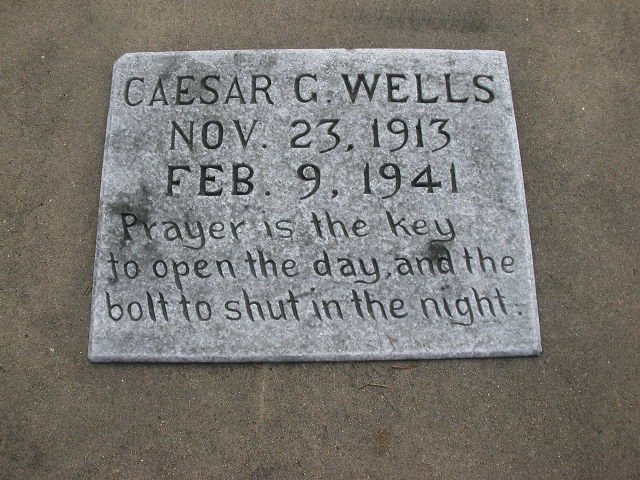 CAESAR G. WELLS
NOV. 23, 1913
FEB. 9, 1941
Prayer is the key
to open the day, and the
bolt to shut in the night.